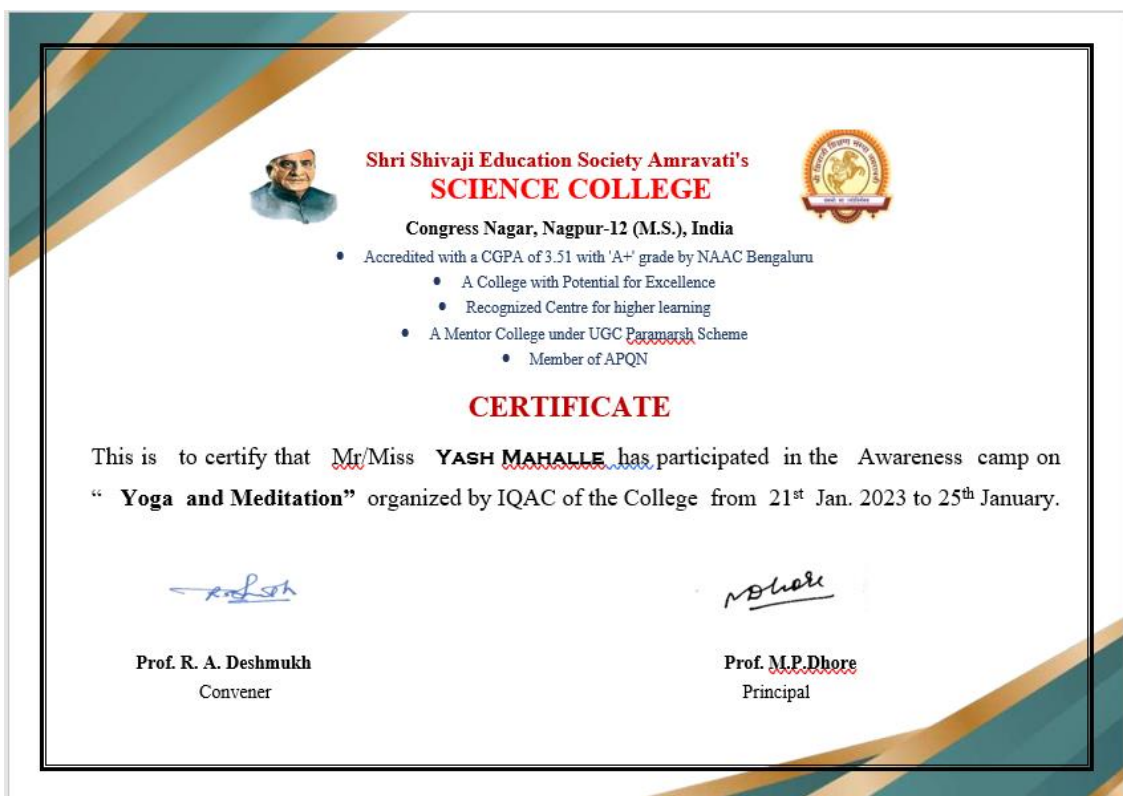 Shri Shivaji Education Society Amravati's
SCIENCE COLLEGE
Congress Nagar, Nagpur-12 (M.S.), India
• Accredited with a CGPA of 3.51 with 'A+' grade by NAAC Bengaluru
• A College with Potential for Excellence
• Recognized Centre for higher learning
• A Mentor College under UGC Paramarsh Scheme
• Member of APQN
CERTIFICATE
This is to certify that Mr/Miss YASH MAHALLE has participated in the Awareness camp on
“ Yoga and Meditation” organized by IQAC of the College from 21st Jan. 2023 to 25th January.
Dhore
Prof. R. A. Deshmukh
Prof. M.P.Dhore
Convener
Principal